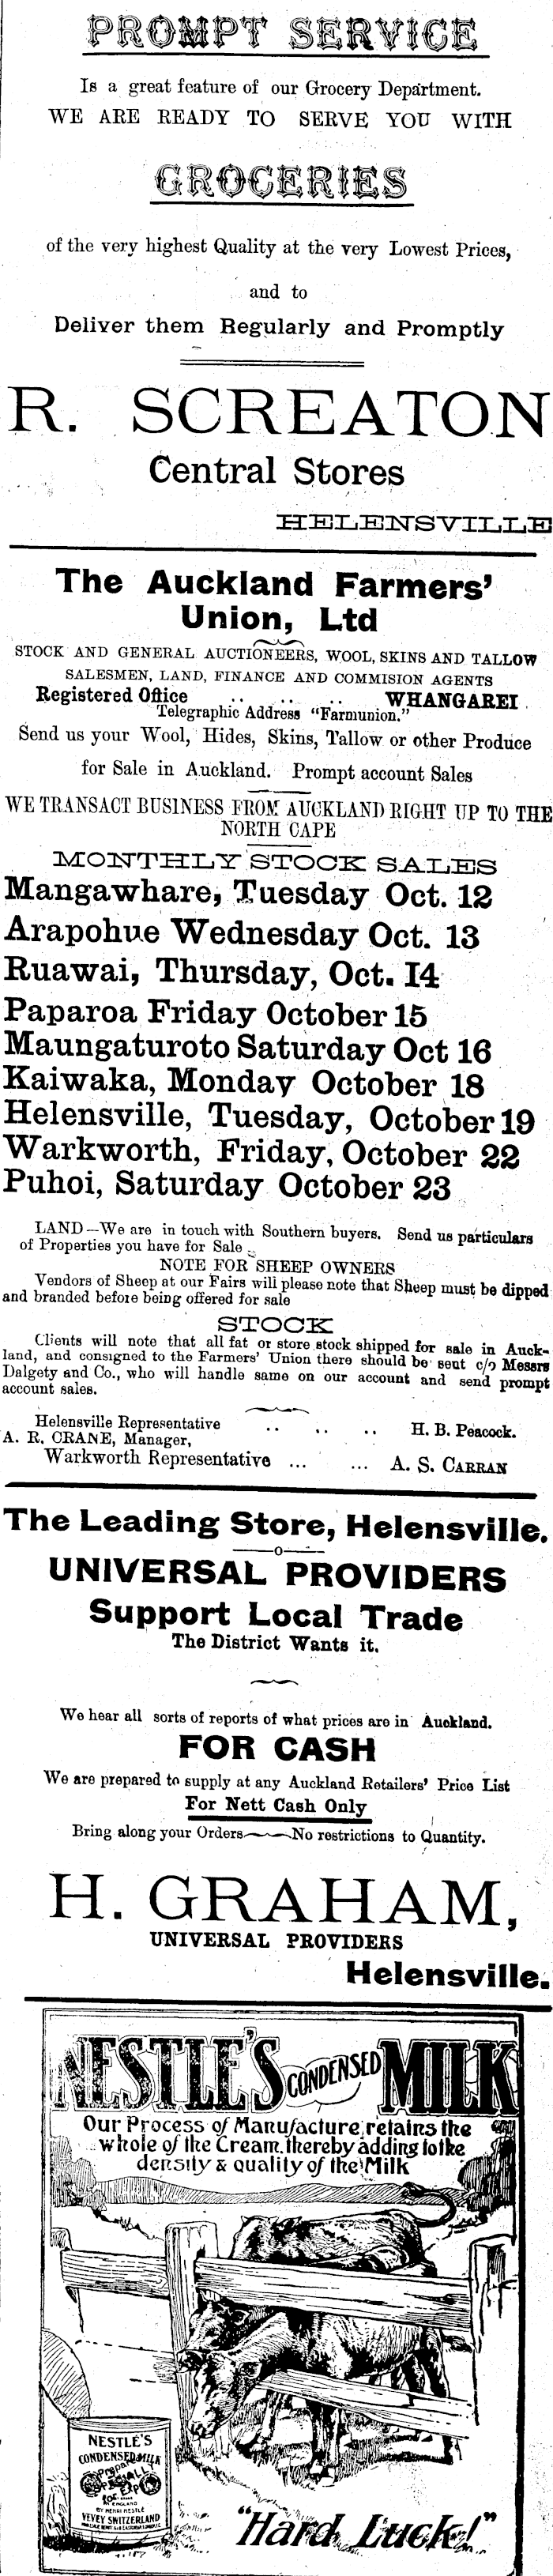 PROMPT SERVICE
Is a great feature of our Grocery Department.
WE ARE READY TO SERVE YOU WITH
GROCERIES
of the very highest Quality at the very Lowest Prices,
and to
Deliver them Regularly and Promptly
R. SCREATON
Central Stores
HELENSVILLE
The Auckland Farmers'
Union, Ltd
STOCK AND GENERAL AUCTIONEERS, WOOL, SKINS AND TALLOW
SALESMEN, LAND, FINANCE AND COMMISION AGENTS
Registered Office .. .. .. WHANGAREI
Telegraphic Address "Farmunion."
Send us your Wool, Hides, Skins, Tallow or other Produce
for Sale in Auckland. Prompt account Sales
WE TRANSACT BUSINESS FROM AUCKLAND RIGHT UP TO THE
NORTH CAPE
MONTHLY STOCK SALES
Mangawhare, Tuesday Oct. 12
Arapohue Wednesday Oct. 13
Ruawai, Thursday, Oct. 14
Paparoa Friday October 15
Maungaturoto Saturday Oct 16
Kaiwaka, Monday October 18
Helensville, Tuesday, October 19
Warkworth, Friday, October 22
Puhoi, Saturday October 23
LAND—We are in touch with Southern buyers. Send us particulars
of Properties you have for Sale
NOTE FOR SHEEP OWNERS
Vendors of Sheep at our Fairs will please note that Sheep must be dipped
and branded before being offered for sale
STOCK
Clients will note that all fat or store stock shipped for sale in Auck-
land, and consigned to the Farmers' Union there should be sent c/o Messrs
Dalgety and Co., who will handle same on our account and send prompt
account sales.
Helensville Representative .. .. .. H. B. Peacock.
A. R. CRANE, Manager,
Warkworth Representative ... ... A. S. CARRAN
The Leading Store, Helensville.
—o—
UNIVERSAL PROVIDERS
Support Local Trade
The District Wants it.
We hear all sorts of reports of what prices are in Auckland.
FOR CASH
We are prepared to supply at any Auckland Retailers' Price List
For Nett Cash Only
Bring along your Orders——No restrictions to Quantity.
H. GRAHAM,
UNIVERSAL PROVIDERS
Helensville.
NESTLE'S CONDENSED MILK
Our Process of Manufacture, retains the
whole of the Cream, thereby adding to the
density & quality of the Milk
NESTLÉ'S
CONDENSED MILK
Prepared
SPECIALLY
for EXP
IN ENGLAND
BY HENRI NESTLÉ
VEVEY SWITZERLAND
"Hard Luck!"